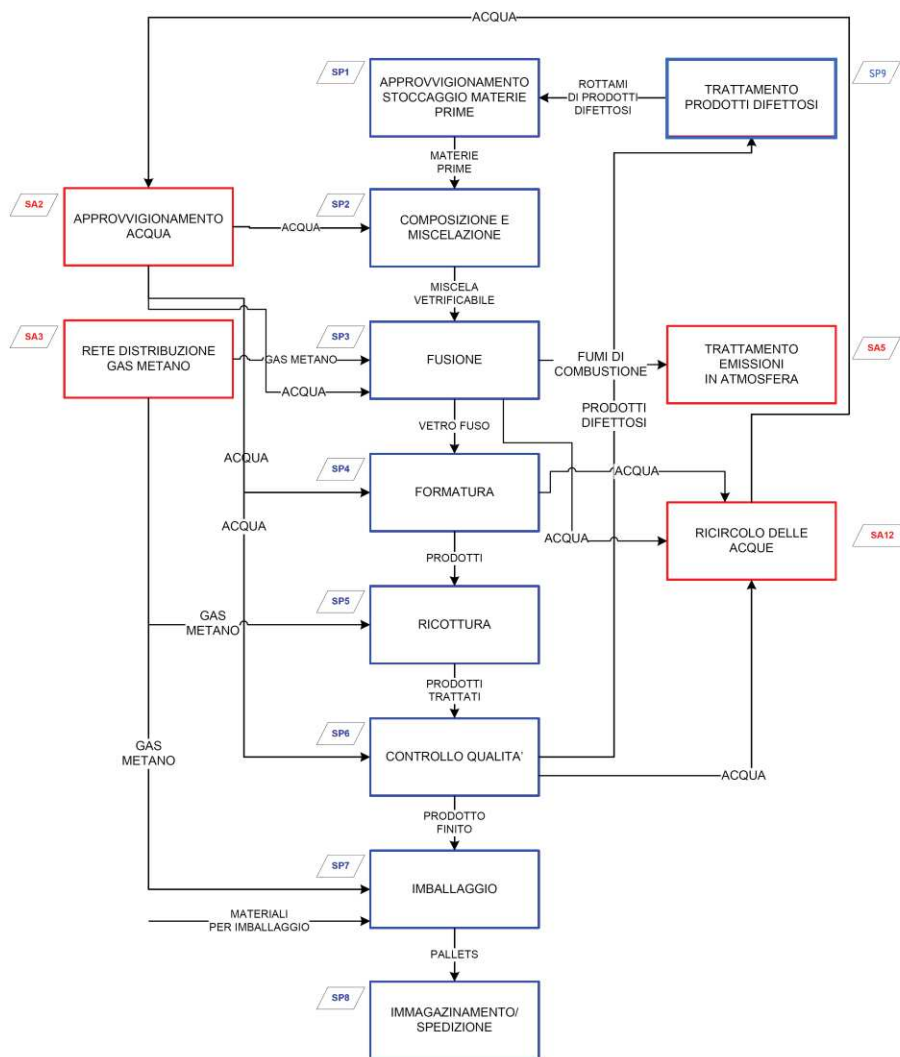 ACQUA
SP1
APPROVVIGIONAMENTO
STOCCAGGIO MATERIE
PRIME
ROTTAMI
DI PRODOTTI
DIFETTOSI
TRATTAMENTO
PRODOTTI DIFETTOSI
SP9
MATERIE
PRIME
SA2
APPROVVIGIONAMENTO
ACQUA
ACQUA
SP2
COMPOSIZIONE E
MISCELAZIONE
MISCELA
VETRIFICABILE
SA3
RETE DISTRIBUZIONE
GAS METANO
GAS METANO
ACQUA
SP3
FUSIONE
FUMI DI
COMBUSTIONE
TRATTAMENTO
EMISSIONI
IN ATMOSFERA
SA5
PRODOTTI
DIFETTOSI
VETRO FUSO
ACQUA
SP4
FORMATURA
ACQUA
ACQUA
ACQUA
RICIRCOLO DELLE
ACQUE
SA12
PRODOTTI
GAS
METANO
SP5
RICOTTURA
PRODOTTI
TRATTATI
GAS
METANO
SP6
CONTROLLO QUALITA'
ACQUA
PRODOTTO
FINITO
SP7
IMBALLAGGIO
MATERIALI
PER IMBALLAGGIO
PALLETS
SP8
IMMAGAZINAMENTO/
SPEDIZIONE